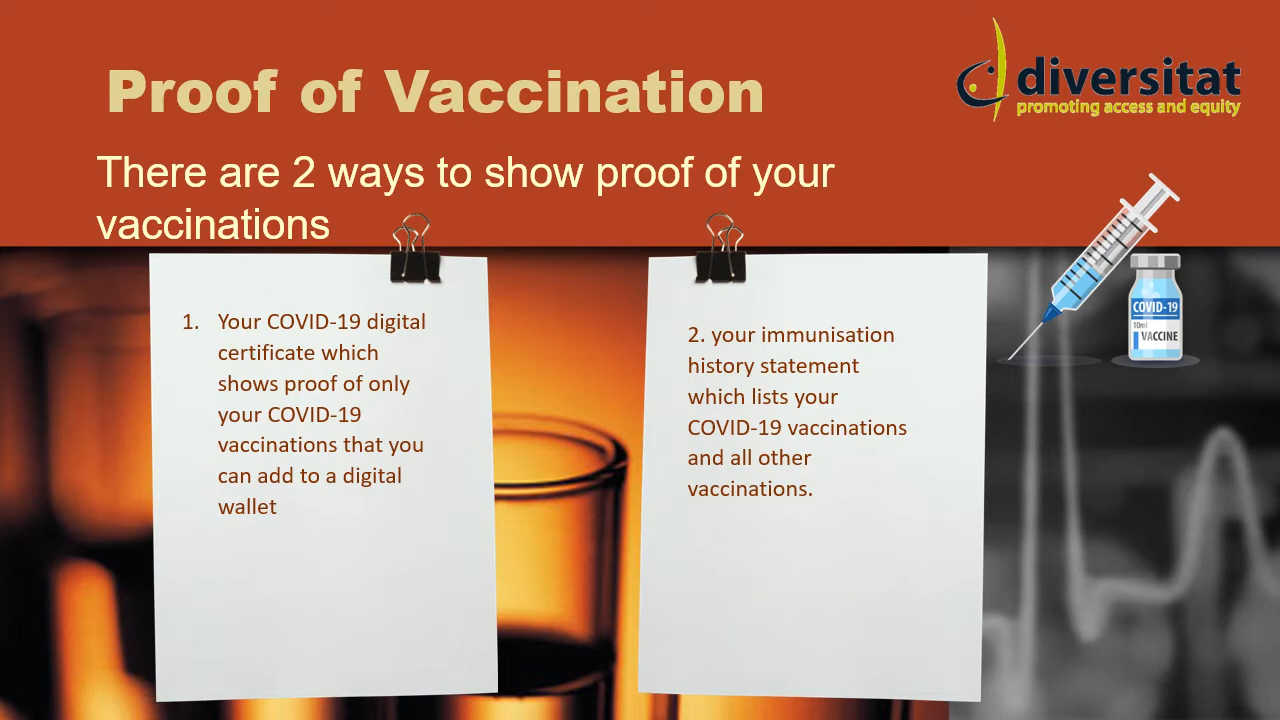 Proof of Vaccination
diversitat
promoting access and equity
There are 2 ways to show proof of your
vaccinations
1. Your COVID-19 digital
certificate which
shows proof of only
your COVID-19
vaccinations that you
can add to a digital
wallet
2. your immunisation
history statement
which lists your
COVID-19 vaccinations
and all other
vaccinations.
COVID-19
10ml
VACCINE